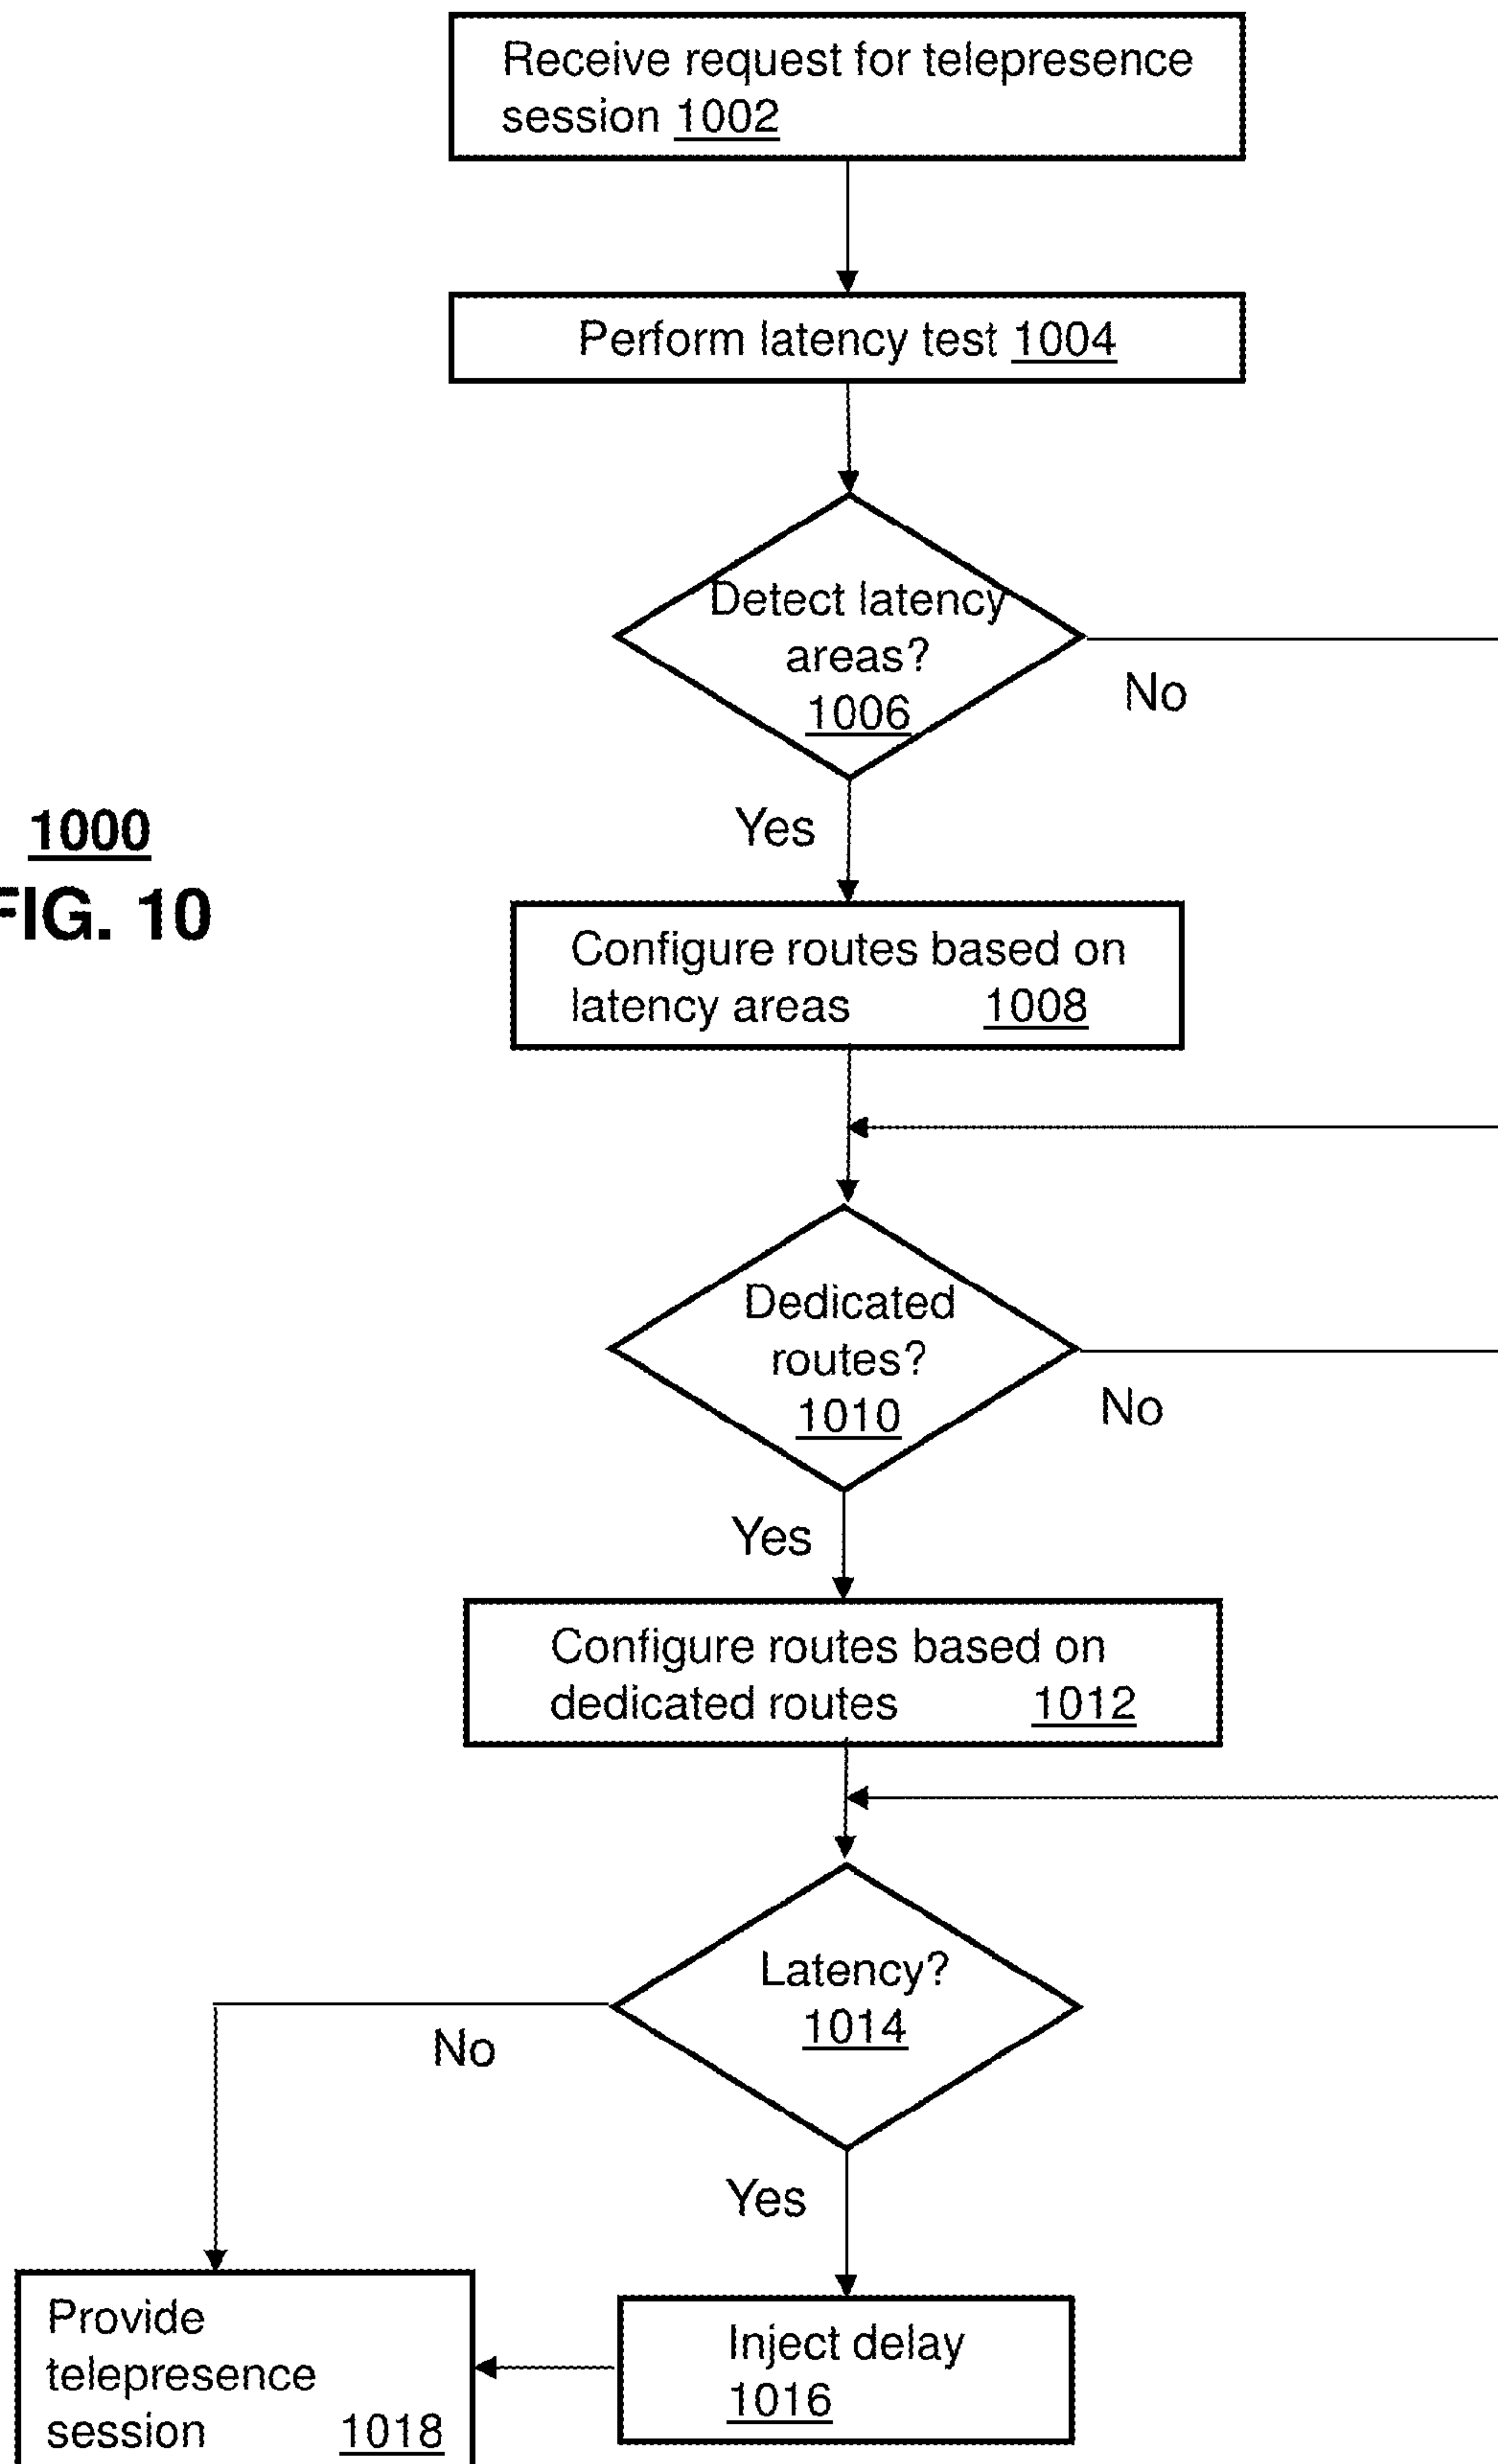 Receive request for telepresence
session 1002
Perform latency test 1004
Detect latency
areas?
1006
No
Yes
1000
FIG. 10
Configure routes based on
latency areas 1008
Dedicated
routes?
1010
No
Yes
Configure routes based on
dedicated routes 1012
Latency?
1014
No
Yes
Provide
telepresence
session 1018
Inject delay
1016